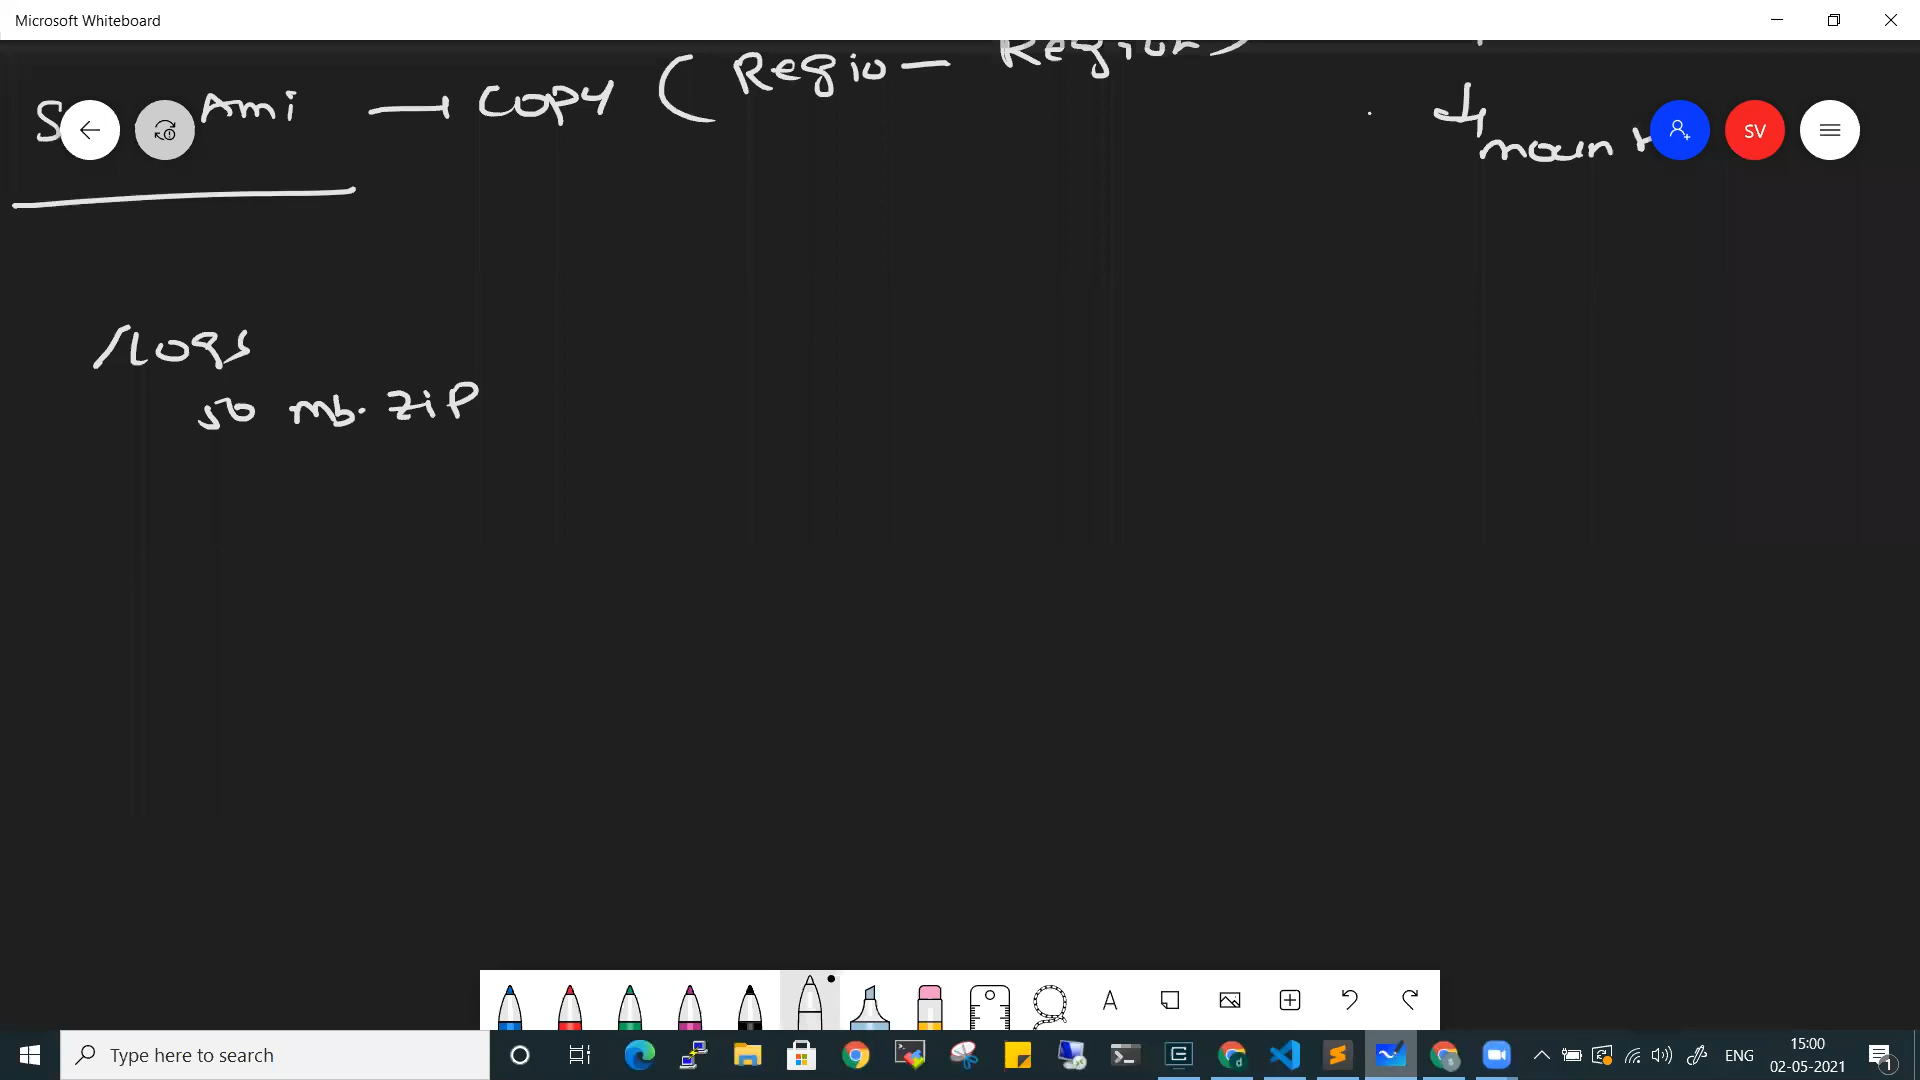 Microsoft Whiteboard
Ami → Copy (Regio — Region)
mount
SV
/Logs
50 mb.zip
A
Type here to search
ENG
15:00
02-05-2021
1